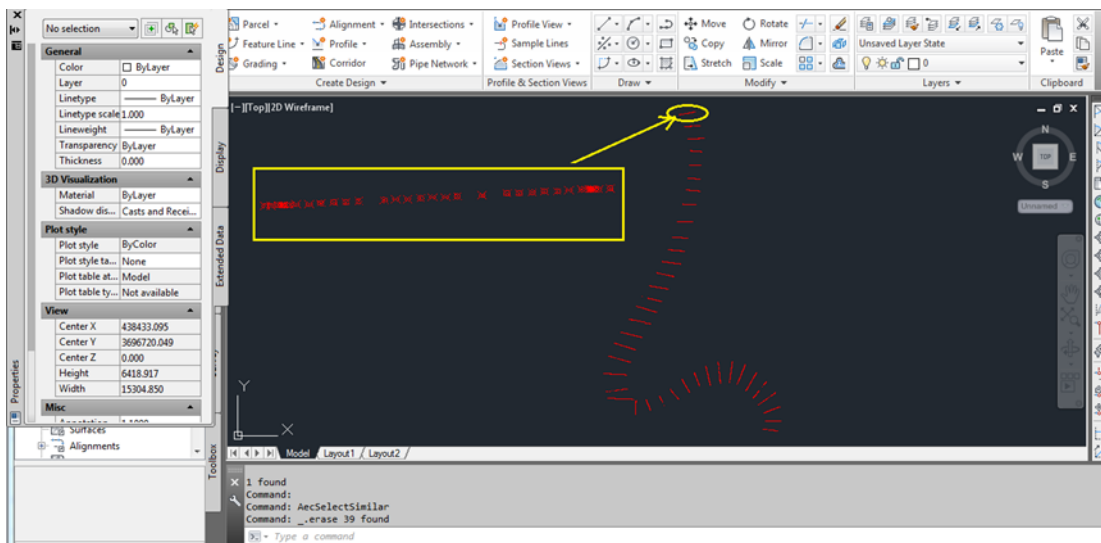 No selection
General
Color ByLayer
Layer 0
Linetype ByLayer
Linetype scale 1.000
Lineweight ByLayer
Transparency ByLayer
Thickness 0.000
3D Visualization
Material ByLayer
Shadow dis... Casts and Recei...
Plot style
Plot style ByColor
Plot style ta... None
Plot table at... Model
Plot table ty... Not available
View
Center X 438433.095
Center Y 3696720.049
Center Z 0.000
Height 6418.917
Width 15304.850
Misc
Properties
Surfaces
Alignments
Design
Display
Extended Data
Toolbox
Parcel Alignment Intersections Profile View Move Rotate
Feature Line Profile Assembly Sample Lines Copy Mirror Unsaved Layer State
Grading Corridor Pipe Network Section Views Stretch Scale 0 Paste
Create Design Profile & Section Views Draw Modify Layers Clipboard
[-][Top][2D Wireframe]
N
W TOP E
S
Unnamed
Y
X
Model Layout1 Layout2
1 found
Command:
Command: AecSelectSimilar
Command: _.erase 39 found
Type a command